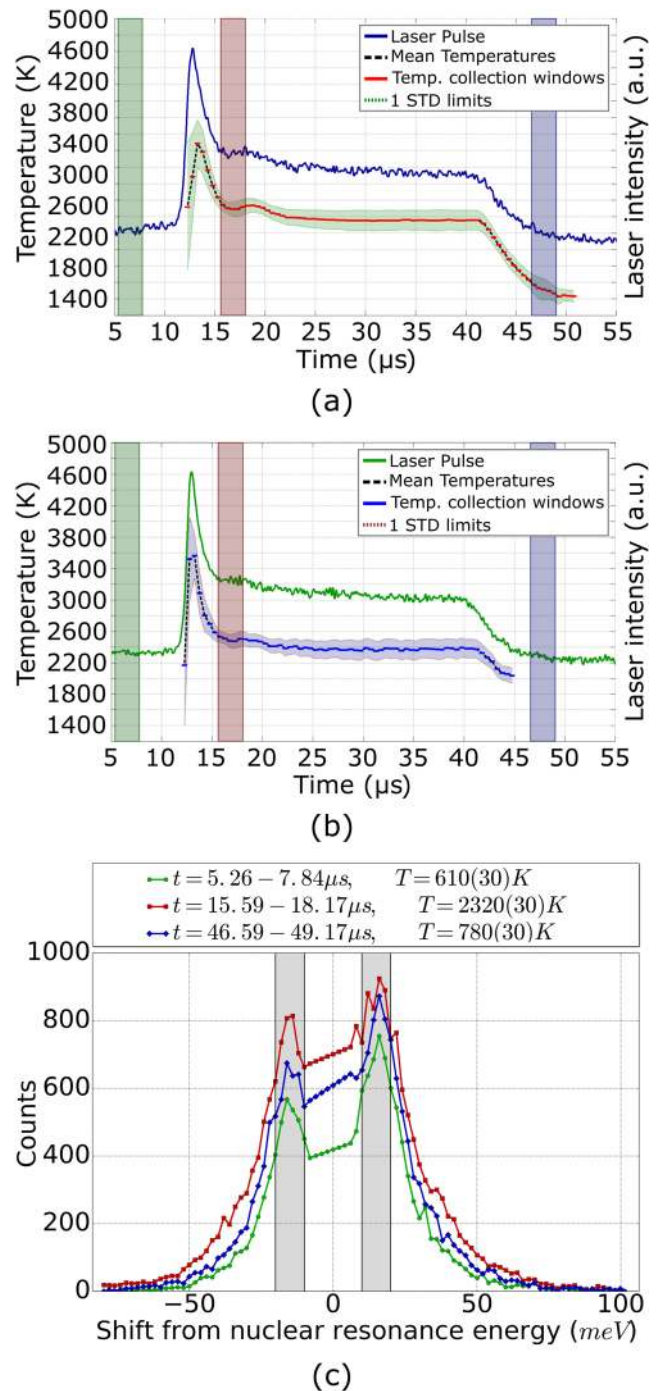 5000
4600
4200
3800
3400
3000
2600
2200
1800
1400
Temperature (K)
Laser Pulse
Mean Temperatures
Temp. collection windows
1 STD limits
Laser intensity (a.u.)
5 10 15 20 25 30 35 40 45 50 55
Time (µs)
(a)
5000
4600
4200
3800
3400
3000
2600
2200
1800
1400
Temperature (K)
Laser Pulse
Mean Temperatures
Temp. collection windows
1 STD limits
Laser intensity (a.u.)
5 10 15 20 25 30 35 40 45 50 55
Time (µs)
(b)
t = 5.26 − 7.84µs, T = 610(30)K
t = 15.59 − 18.17µs, T = 2320(30)K
t = 46.59 − 49.17µs, T = 780(30)K
1000
800
600
400
200
0
Counts
−50 0 50 100
Shift from nuclear resonance energy (meV)
(c)